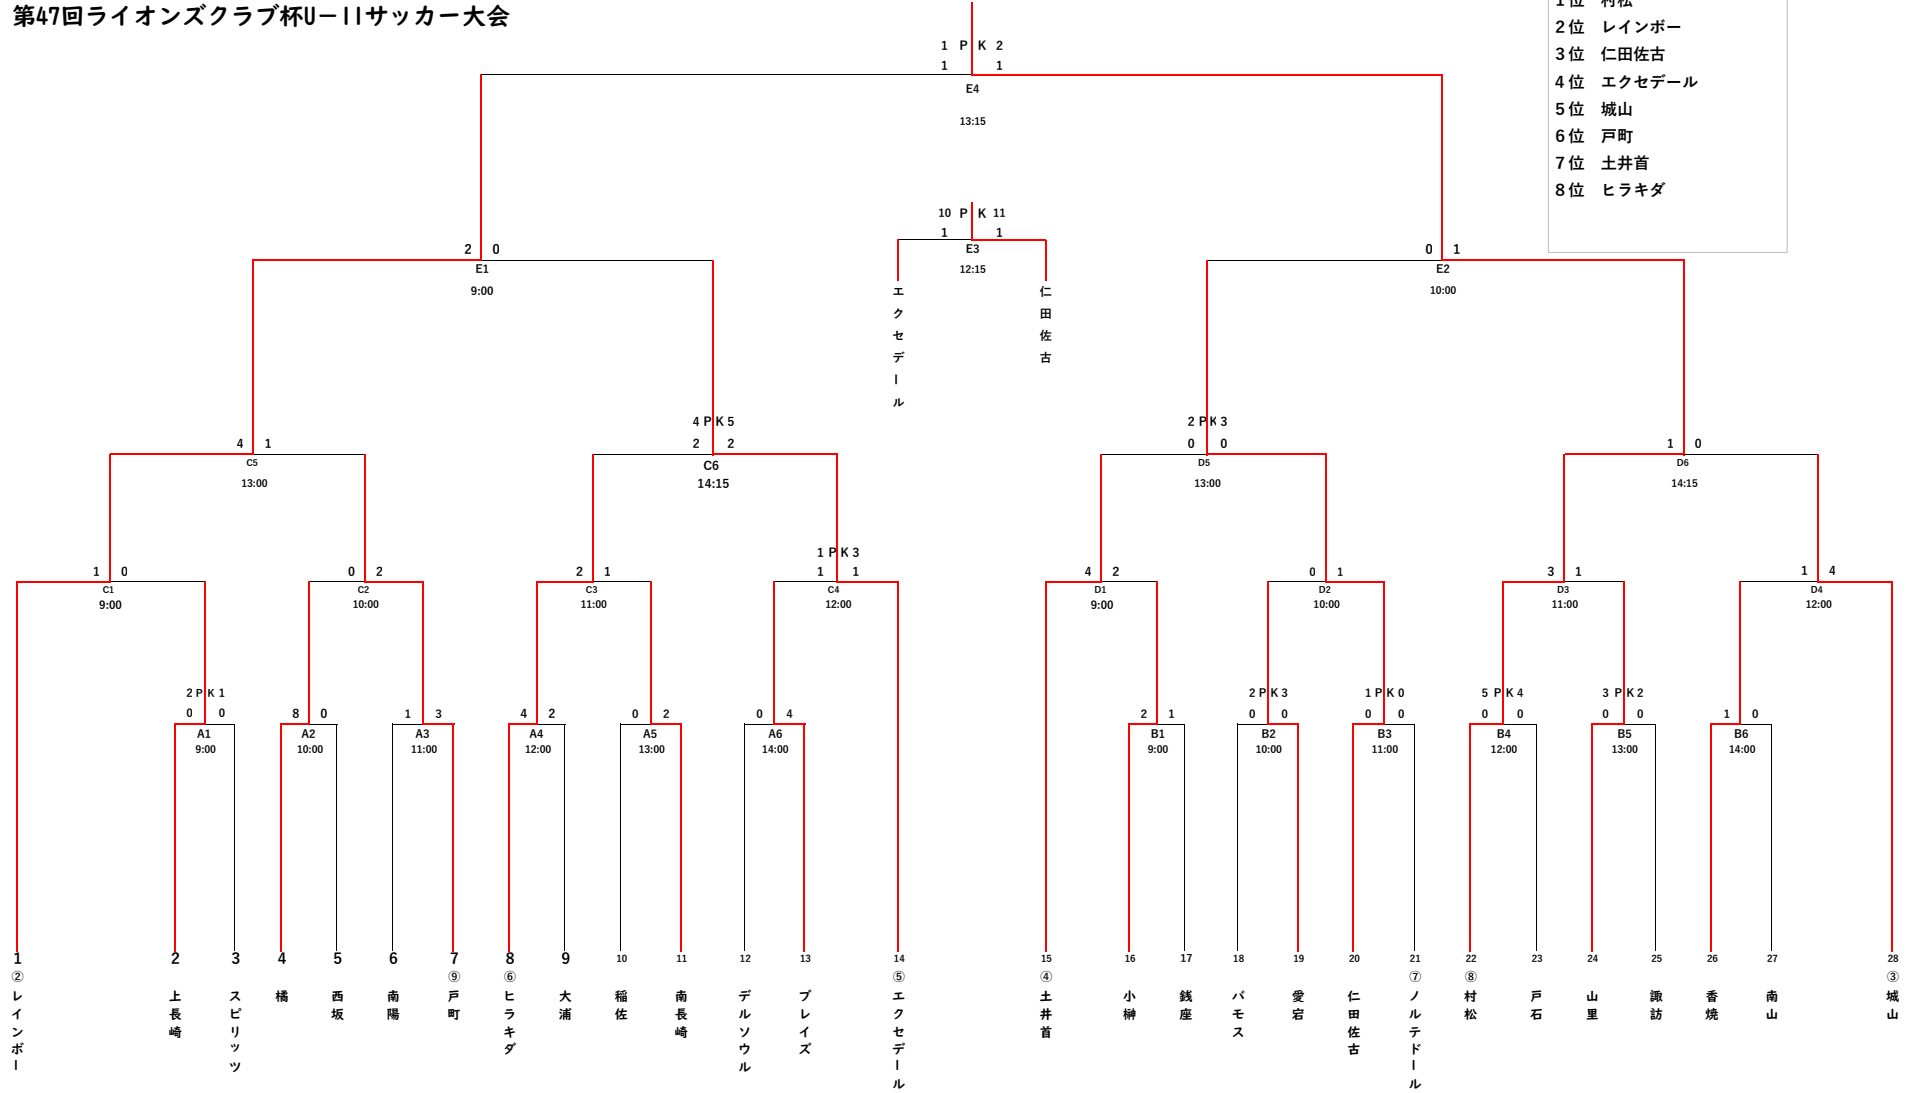 第47回ライオンズクラブ杯U−11サッカー大会
1位 村松
2位 レインボー
3位 仁田佐古
4位 エクセデール
5位 城山
6位 戸町
7位 土井首
8位 ヒラキダ
1 P K 2
1 1
E4
13:15
10 P K 11
1 1
E3
12:15
エクセデール
仁田佐古
2 0
E1
9:00
0 1
E2
10:00
4 1
C5
13:00
4 P K 5
2 2
C6
14:15
2 P K 3
0 0
D5
13:00
1 0
D6
14:15
1 0
C1
9:00
0 2
C2
10:00
2 1
C3
11:00
1 P K 3
1 1
C4
12:00
4 2
D1
9:00
0 1
D2
10:00
3 1
D3
11:00
1 4
D4
12:00
2 P K 1
0 0
A1
9:00
8 0
A2
10:00
1 3
A3
11:00
4 2
A4
12:00
0 2
A5
13:00
0 4
A6
14:00
2 1
B1
9:00
2 P K 3
0 0
B2
10:00
1 P K 0
0 0
B3
11:00
5 P K 4
0 0
B4
12:00
3 P K 2
0 0
B5
13:00
1 0
B6
14:00
1 ② レインボー
2 上長崎
3 スピリッツ
4 橘
5 西坂
6 南陽
7 ⑨ 戸町
8 ⑥ ヒラキダ
9 大浦
10 稲佐
11 南長崎
12 デルソウル
13 ブレイズ
14 ⑤ エクセデール
15 ④ 土井首
16 小榊
17 銭座
18 バモス
19 愛宕
20 仁田佐古
21 ⑦ ノルテドール
22 ⑧ 村松
23 戸石
24 山里
25 諏訪
26 香焼
27 南山
28 ③ 城山